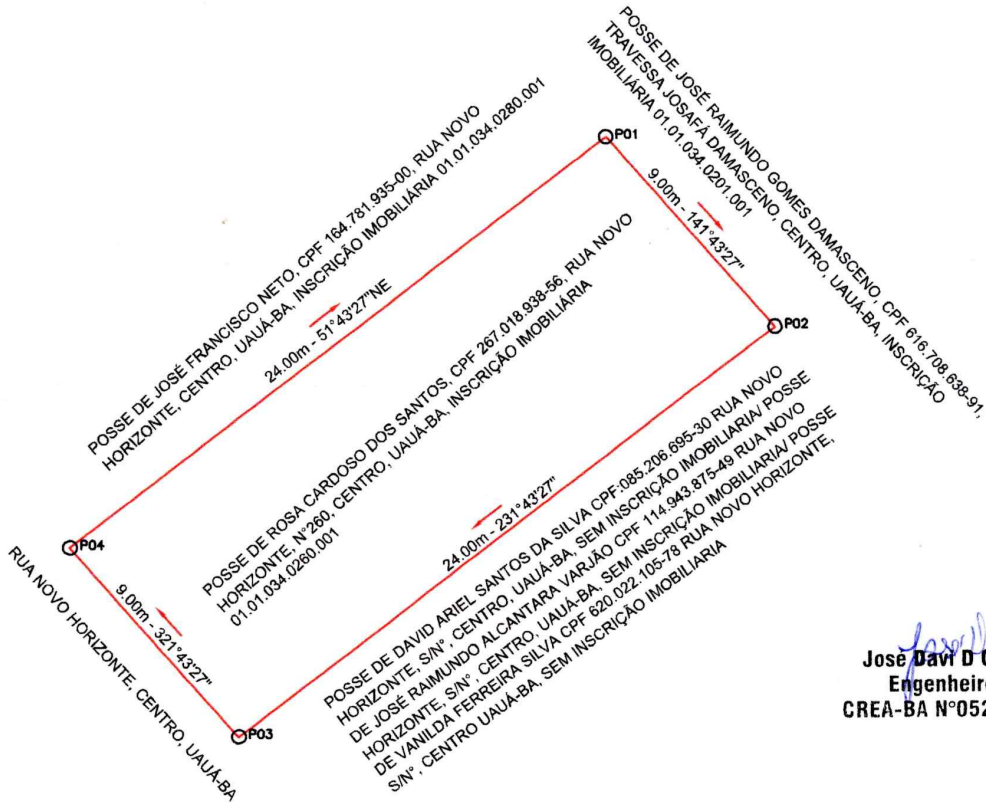 POSSE DE JOSÉ RAIMUNDO GOMES DAMASCENO, CPF 616.708.638-91,
TRAVESSA JOSAFÁ DAMASCENO, CENTRO, UAUÁ-BA, INSCRIÇÃO
IMOBILIÁRIA 01.01.034.0201.001
POSSE DE JOSÉ FRANCISCO NETO, CPF 164.781.935-00, RUA NOVO
HORIZONTE, CENTRO, UAUÁ-BA, INSCRIÇÃO IMOBILIÁRIA 01.01.034.0280.001
P01
9.00m - 141°43'27"
24.00m - 51°43'27"NE
P02
POSSE DE ROSA CARDOSO DOS SANTOS, CPF 267.018.938-56, RUA NOVO
HORIZONTE, N°260, CENTRO, UAUÁ-BA, INSCRIÇÃO IMOBILIÁRIA
01.01.034.0260.001
24.00m - 231°43'27"
P04
9.00m - 321°43'27"
P03
RUA NOVO HORIZONTE, CENTRO, UAUÁ-BA
POSSE DE DAVID ARIEL SANTOS DA SILVA CPF:085.206.695-30 RUA NOVO
HORIZONTE, S/N°, CENTRO, UAUÁ-BA, SEM INSCRIÇÃO IMOBILIARIA/ POSSE
DE JOSÉ RAIMUNDO ALCANTARA VARJÃO CPF 114.943.875-49 RUA NOVO
HORIZONTE, S/N°, CENTRO, UAUÁ-BA, SEM INSCRIÇÃO IMOBILIARIA/ POSSE
DE VANILDA FERREIRA SILVA CPF 620.022.105-78 RUA NOVO HORIZONTE,
S/N°, CENTRO UAUÁ-BA, SEM INSCRIÇÃO IMOBILIARIA
José Davi D
Engenheir
CREA-BA N°052